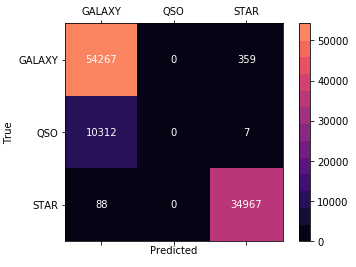 GALAXY QSO STAR
GALAXY 54267 0 359
QSO 10312 0 7
STAR 88 0 34967
True
Predicted
50000
40000
30000
20000
10000
0